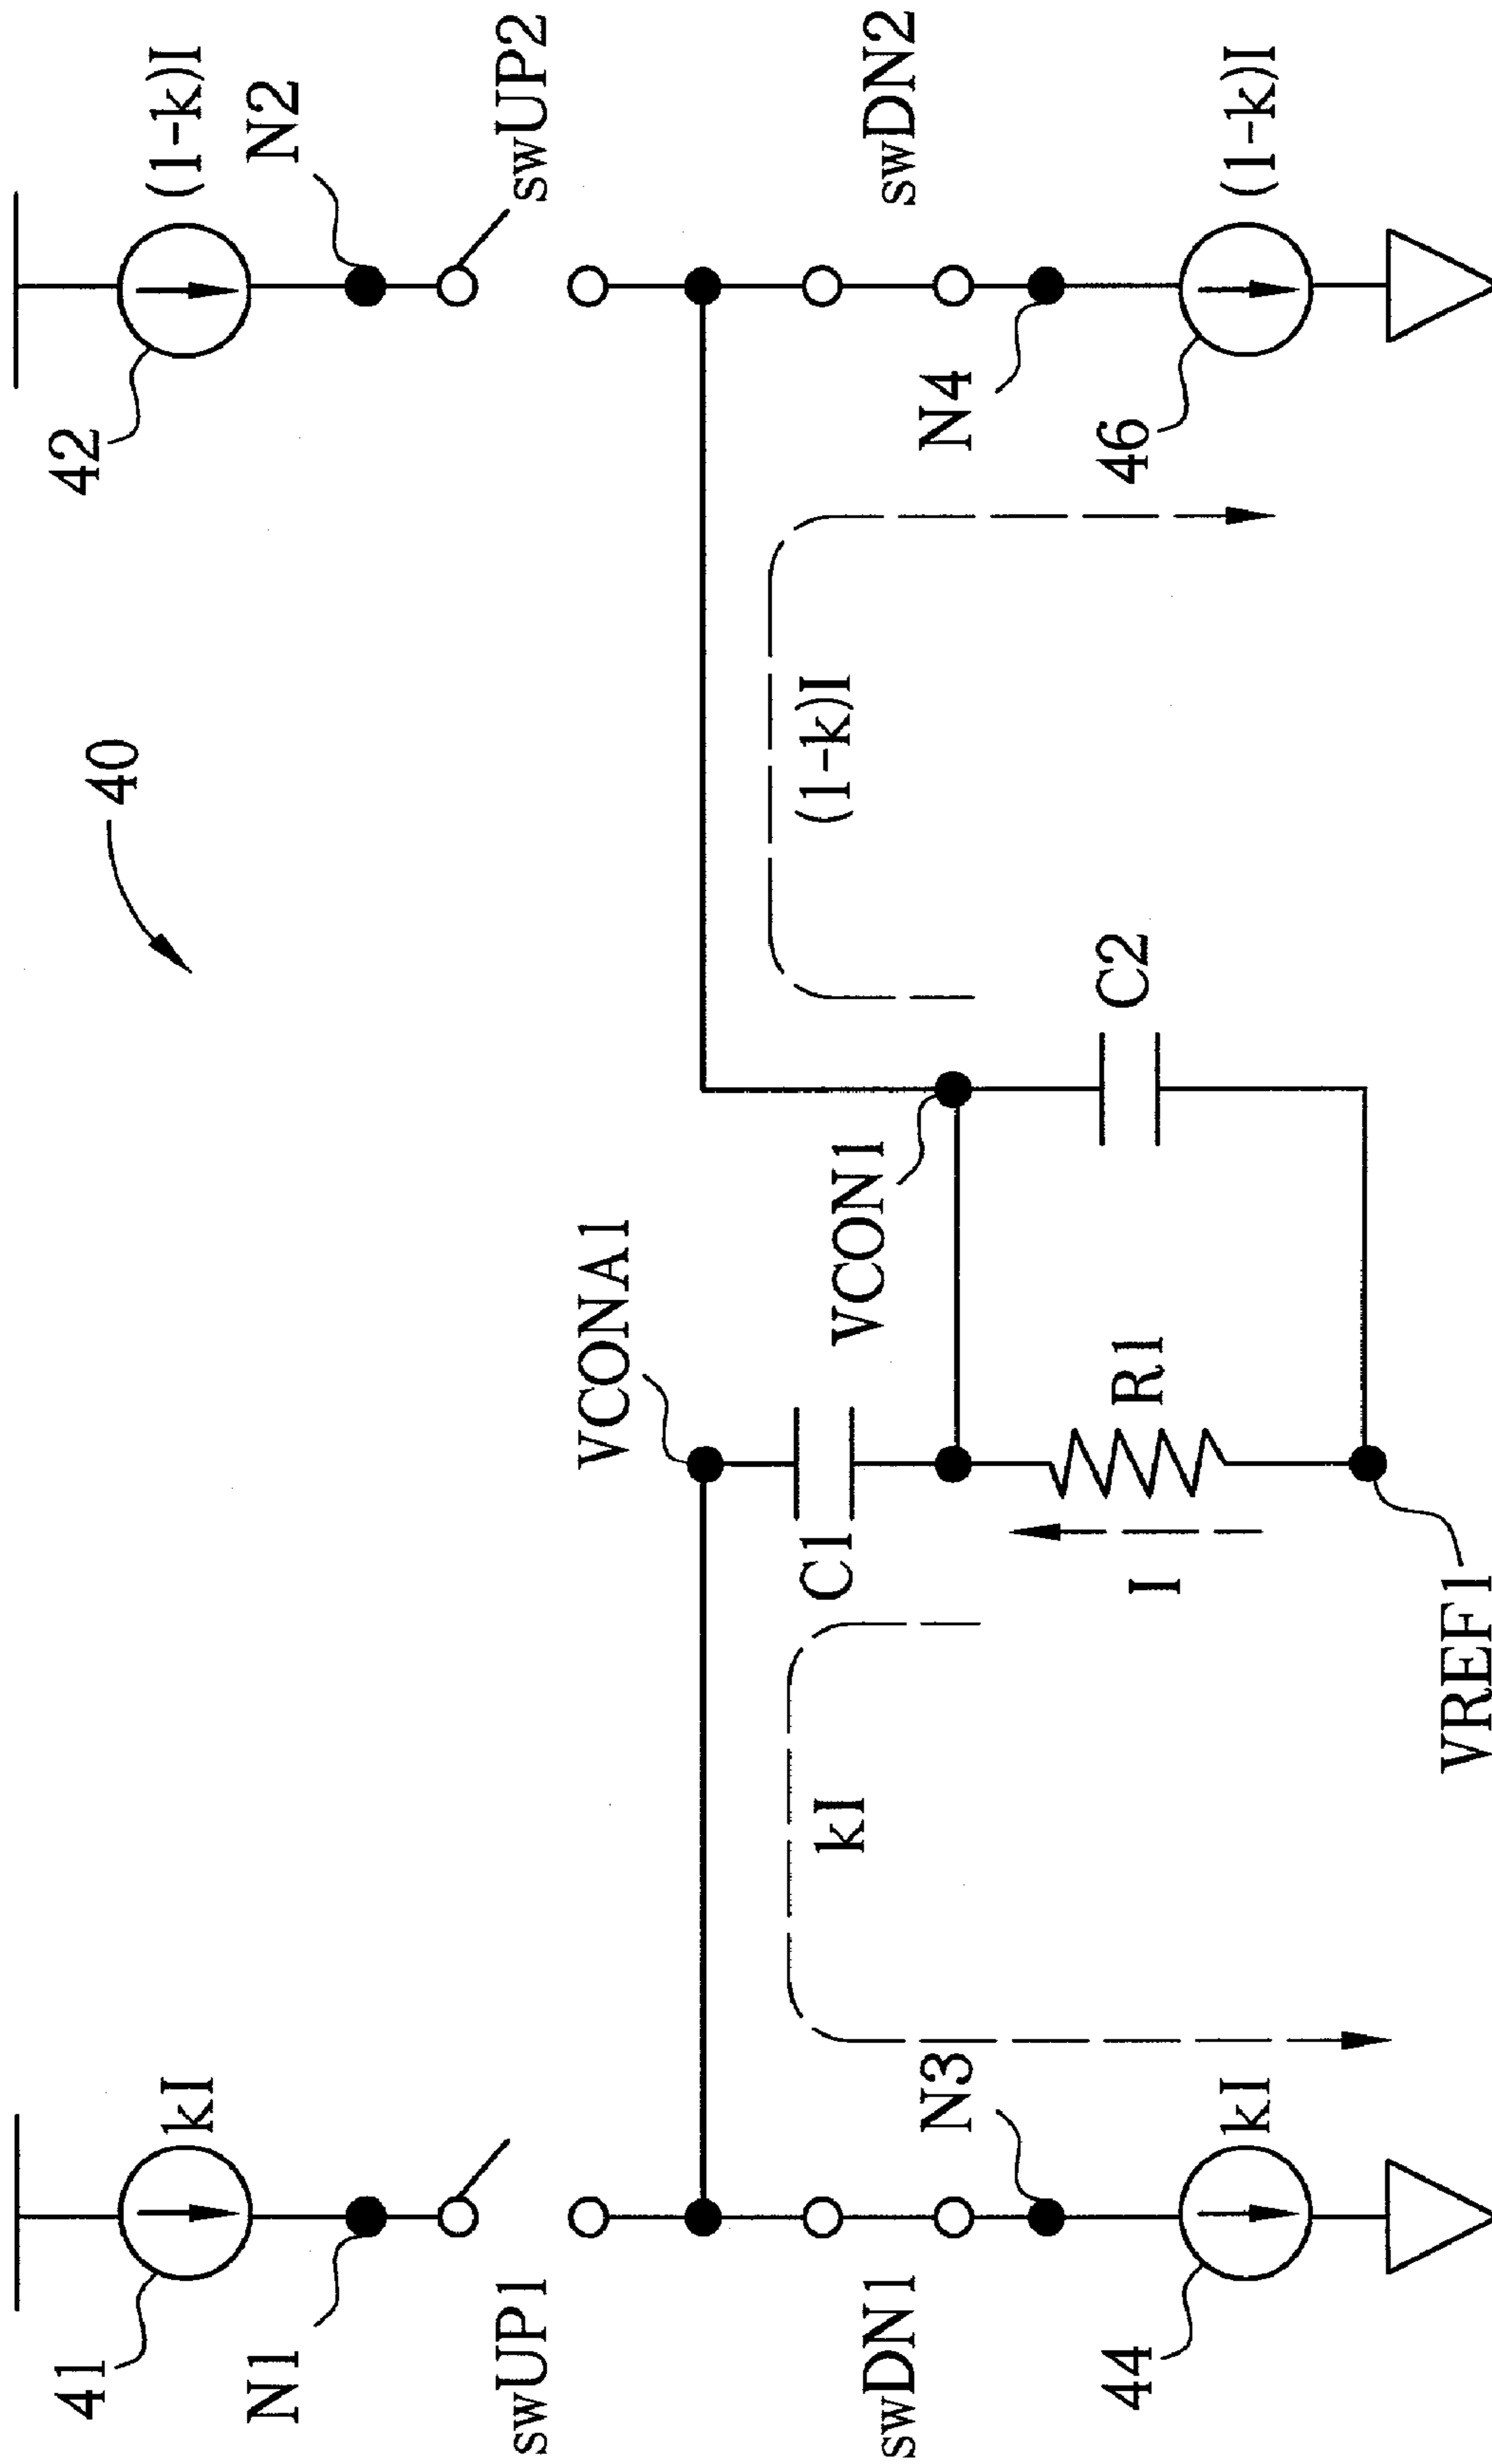 40
41
kI
N1
swUP1
42
(1-k)I
N2
swUP2
VCONA1
C1
VCON1
(1-k)I
kI
swDN1
N3
swDN2
N4
R1
C2
I
44
kI
46
(1-k)I
VREF1